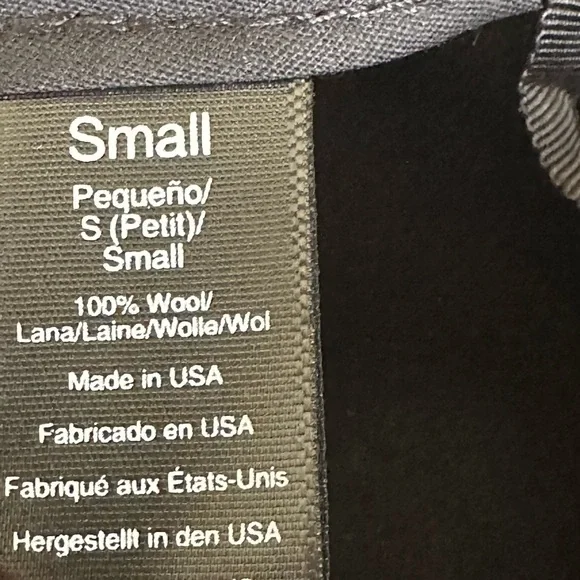 Small
Pequeño/
S (Petit)/
Small
100% Wool/
Lana/Laine/Wolle/Wol
Made in USA
Fabricado en USA
Fabriqué aux États-Unis
Hergestellt in den USA